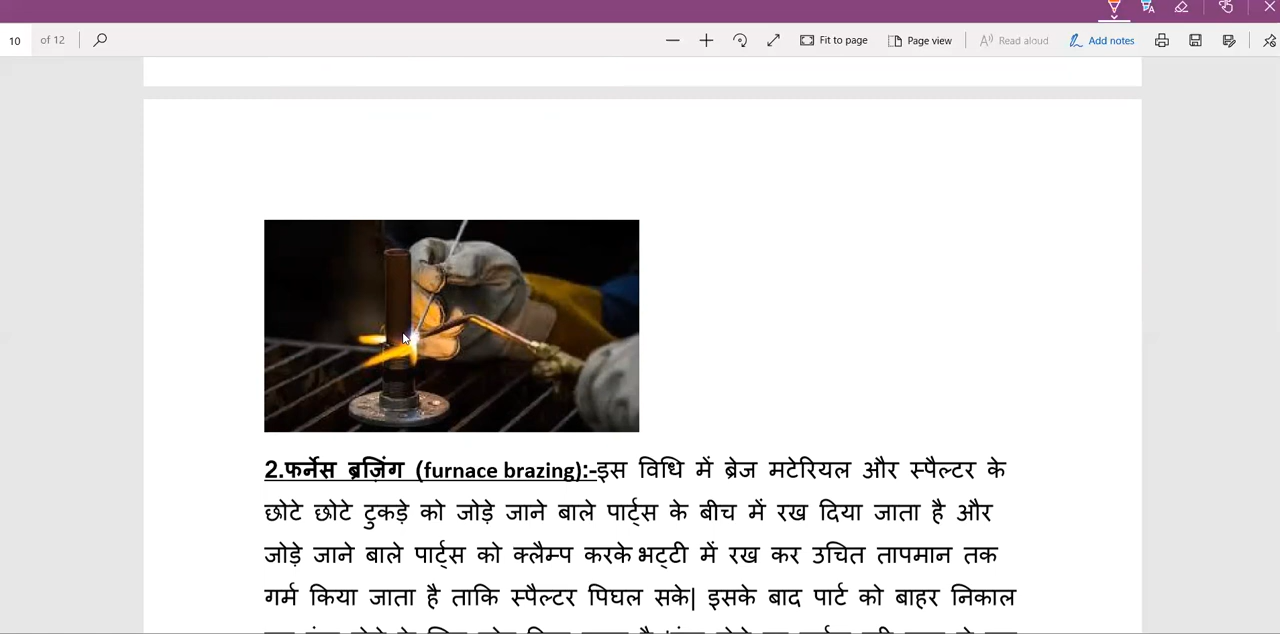 10 of 12 Fit to page Page view Read aloud Add notes
2.फर्नेस ब्रज़िंग (furnace brazing):-इस विधि में ब्रेज मटेरियल और स्पैल्टर के
छोटे छोटे टुकड़े को जोड़े जाने बाले पार्ट्स के बीच में रख दिया जाता है और
जोड़े जाने बाले पार्ट्स को क्लैम्प करके भट्टी में रख कर उचित तापमान तक
गर्म किया जाता है ताकि स्पैल्टर पिघल सके| इसके बाद पार्ट को बाहर निकाल